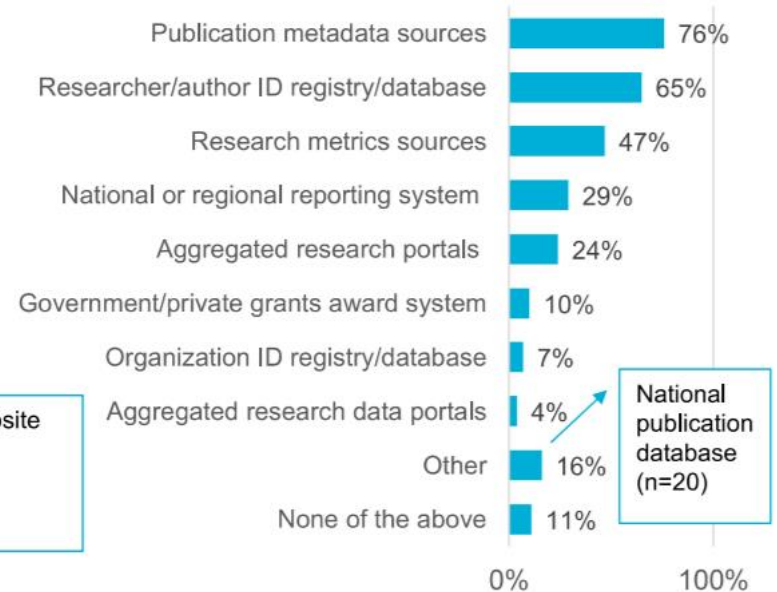 Publication metadata sources 76%
Researcher/author ID registry/database 65%
Research metrics sources 47%
National or regional reporting system 29%
Aggregated research portals 24%
Government/private grants award system 10%
Organization ID registry/database 7%
Aggregated research data portals 4%
Other 16%
None of the above 11%
National
publication
database
(n=20)
0% 100%